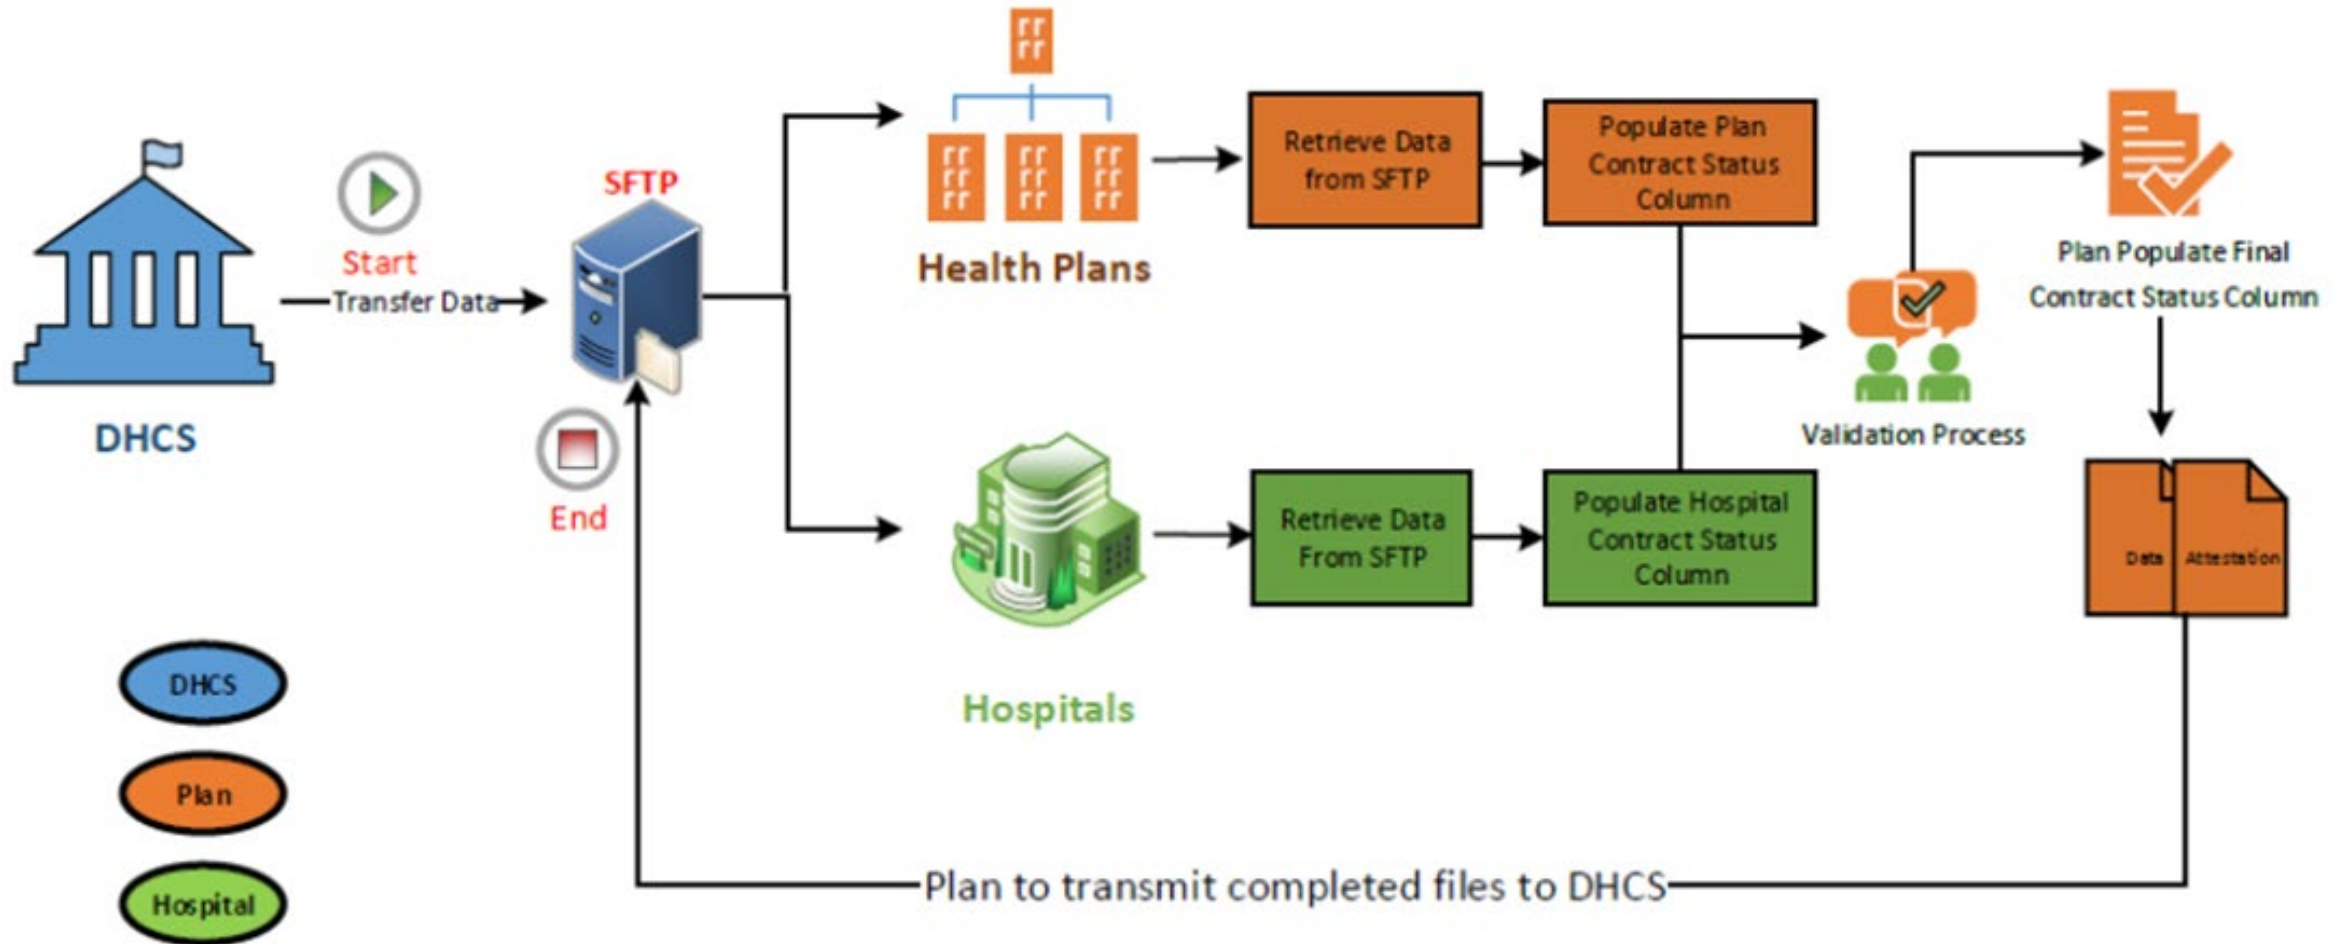 DHCS
Start
Transfer Data
SFTP
End
Health Plans
Retrieve Data
from SFTP
Populate Plan
Contract Status
Column
Hospitals
Retrieve Data
From SFTP
Populate Hospital
Contract Status
Column
Validation Process
Plan Populate Final
Contract Status Column
Data
Attestation
Plan to transmit completed files to DHCS
DHCS
Plan
Hospital